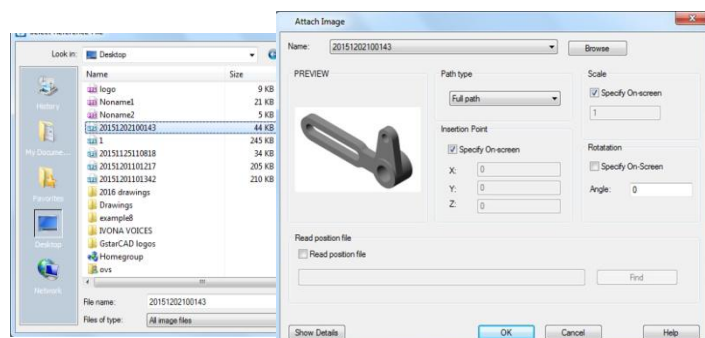 Look in:
Desktop
Name
Size
logo
9 KB
Noname1
21 KB
Noname2
5 KB
20151202100143
44 KB
1
245 KB
20151125110818
34 KB
20151201101217
205 KB
20151201101342
210 KB
2016 drawings
Drawings
example8
IVONA VOICES
GstarCAD logos
Homegroup
ovs
History
My Docume...
Favorites
Desktop
Network
File name:
20151202100143
Files of type:
All image files
Attach Image
Name:
20151202100143
Browse
PREVIEW
Path type
Full path
Insertion Point
Specify On-screen
X:
0
Y:
0
Z:
0
Scale
Specify On-screen
1
Rotatation
Specify On-Screen
Angle:
0
Read position file
Read position file
Find
Show Details
OK
Cancel
Help